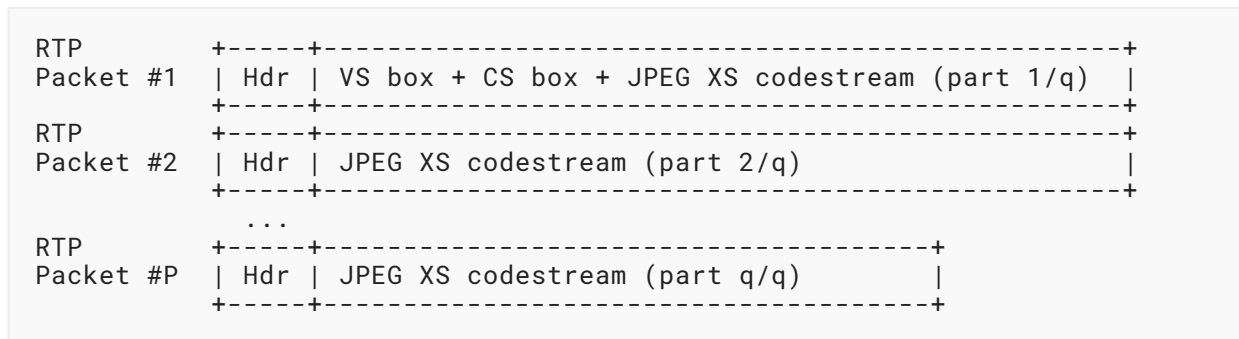 RTP        +-----+--------------------------------------------------+
Packet #1  | Hdr | VS box + CS box + JPEG XS codestream (part 1/q)  |
           +-----+--------------------------------------------------+
RTP        +-----+--------------------------------------------------+
Packet #2  | Hdr | JPEG XS codestream (part 2/q)                    |
           +-----+--------------------------------------------------+
             ...
RTP        +-----+--------------------------------------+
Packet #P  | Hdr | JPEG XS codestream (part q/q)        |
           +-----+--------------------------------------+